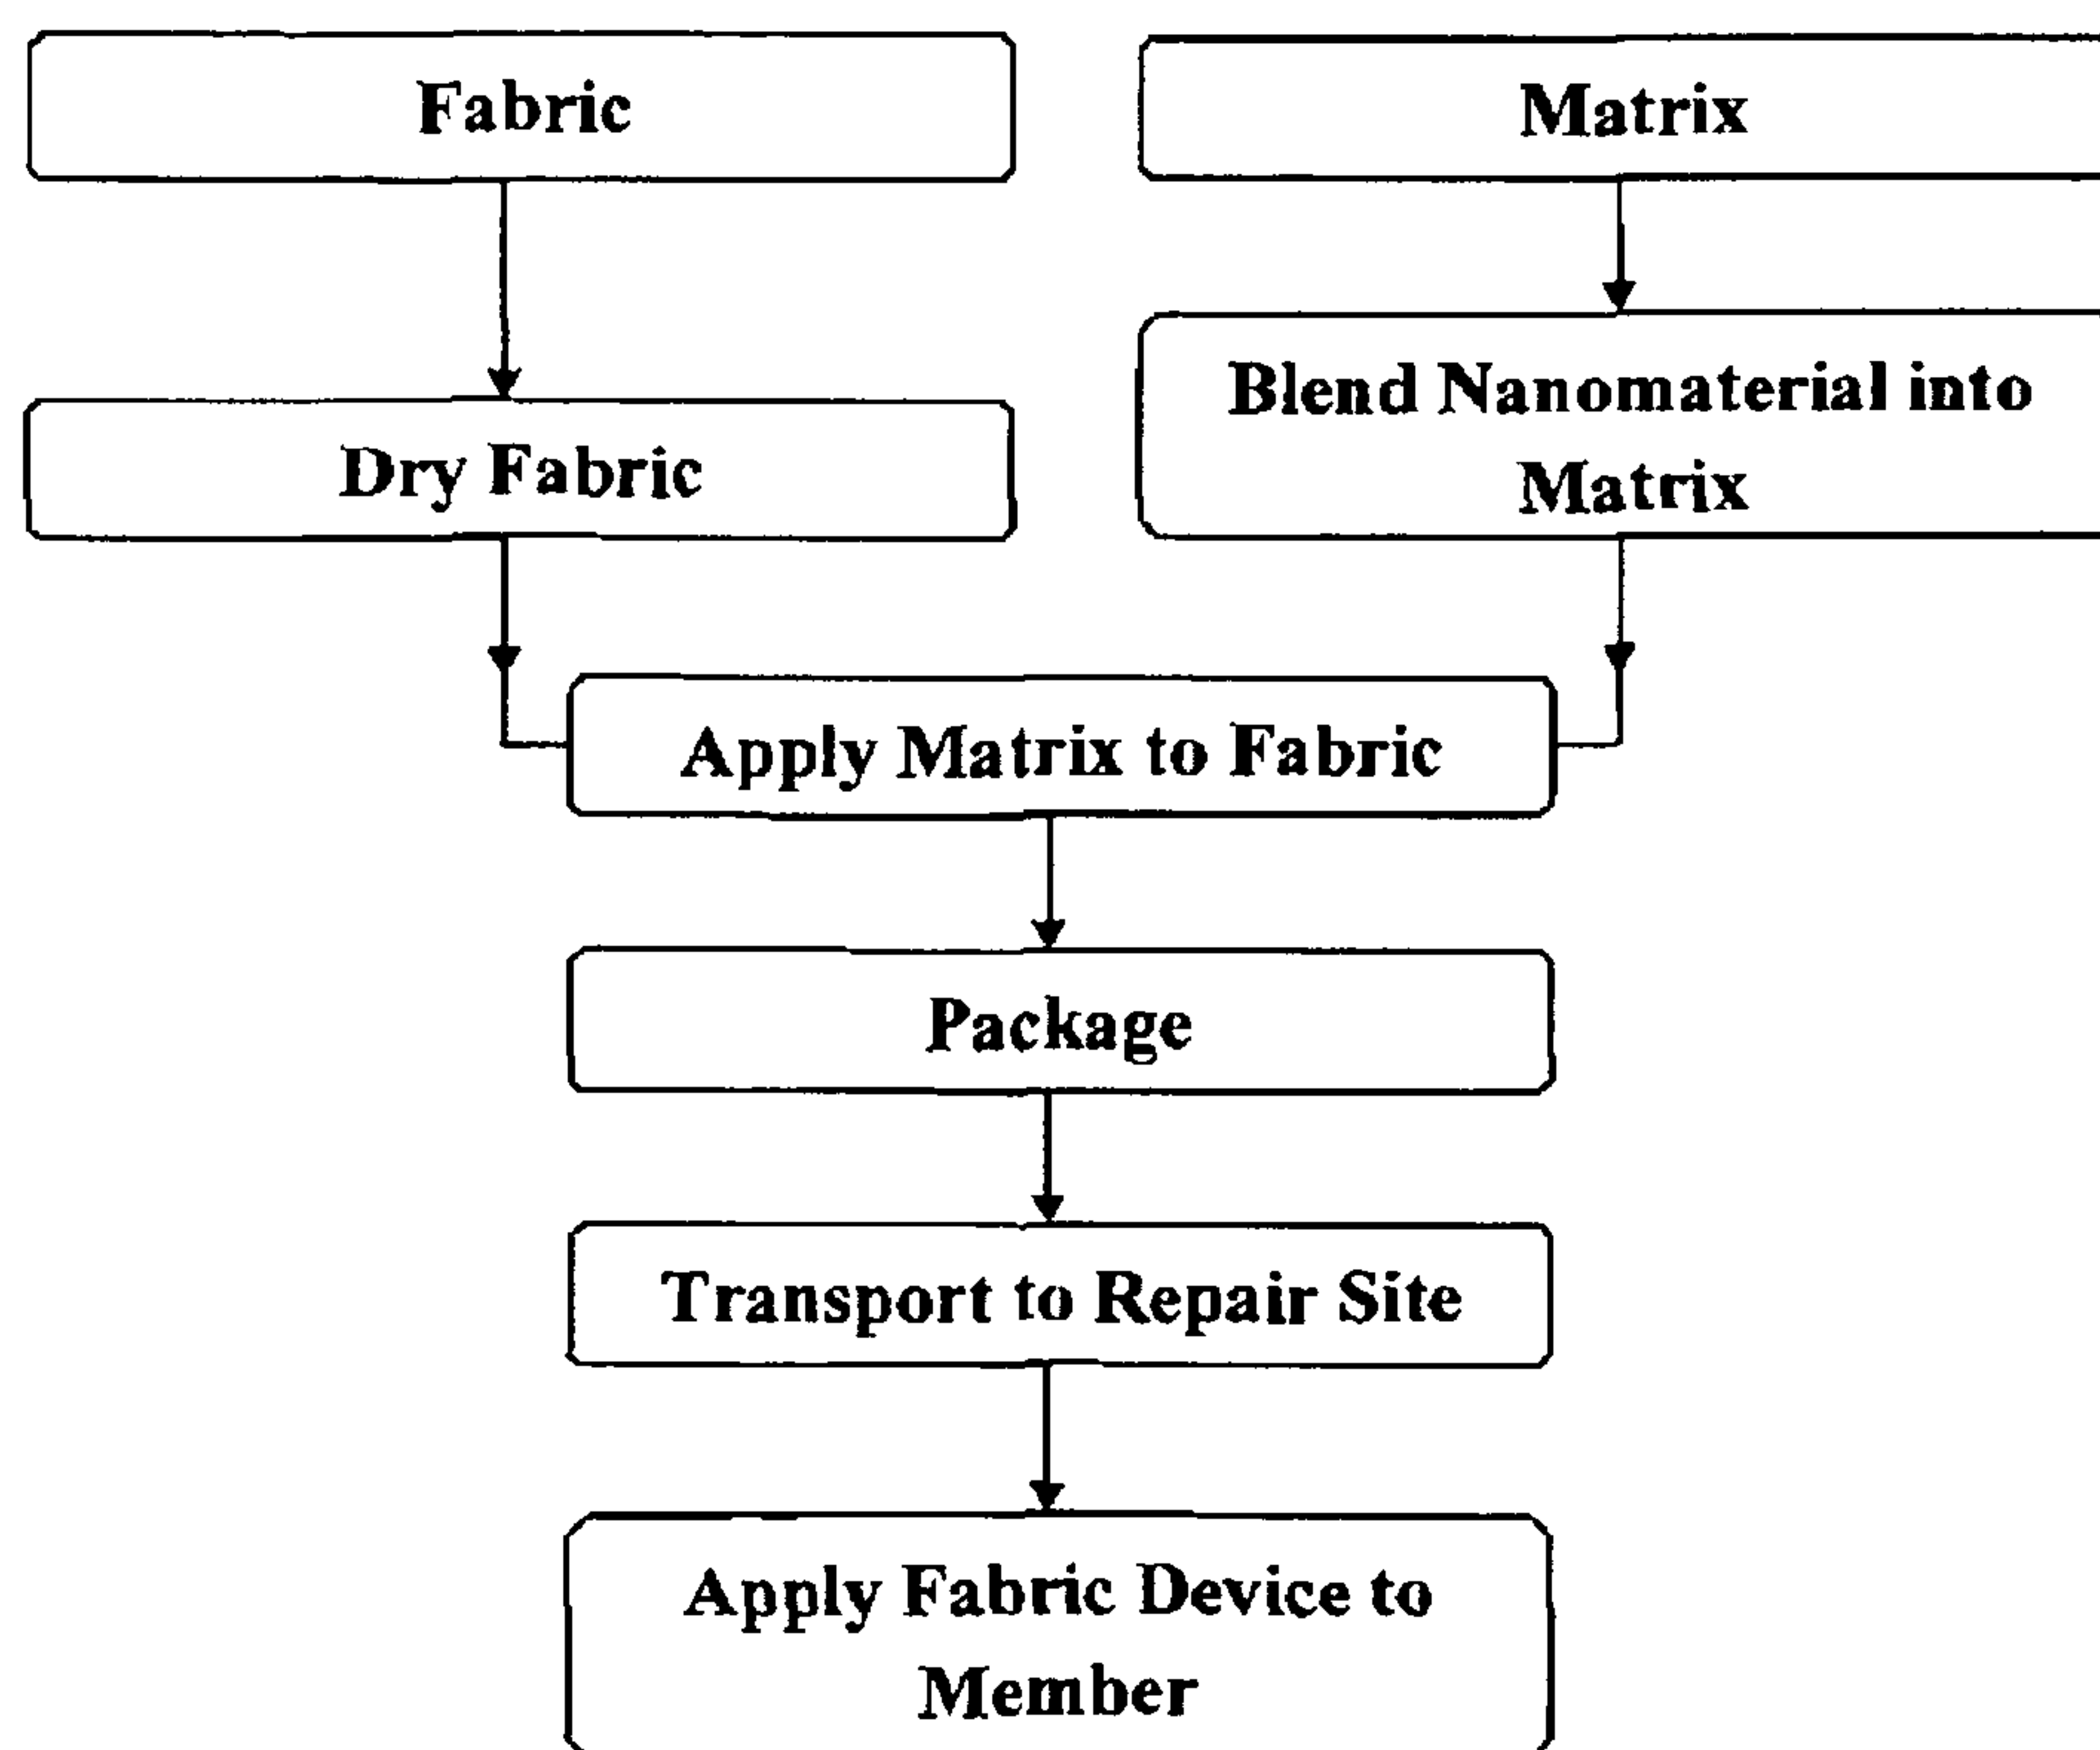 Fabric
Matrix
Dry Fabric
Blend Nanomaterial into
Matrix
Apply Matrix to Fabric
Package
Transport to Repair Site
Apply Fabric Device to
Member